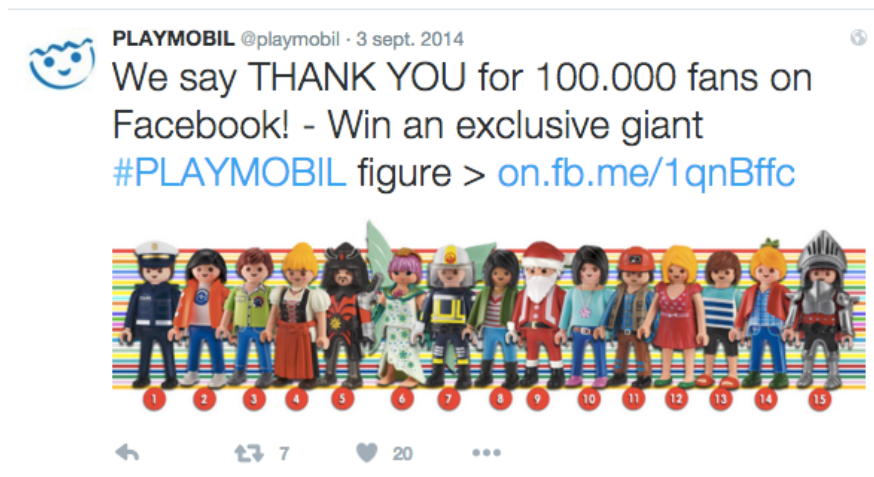 PLAYMOBIL @playmobil · 3 sept. 2014
We say THANK YOU for 100.000 fans on
Facebook! - Win an exclusive giant
#PLAYMOBIL figure > on.fb.me/1qnBffc
1 2 3 4 5 6 7 8 9 10 11 12 13 14 15
7 20